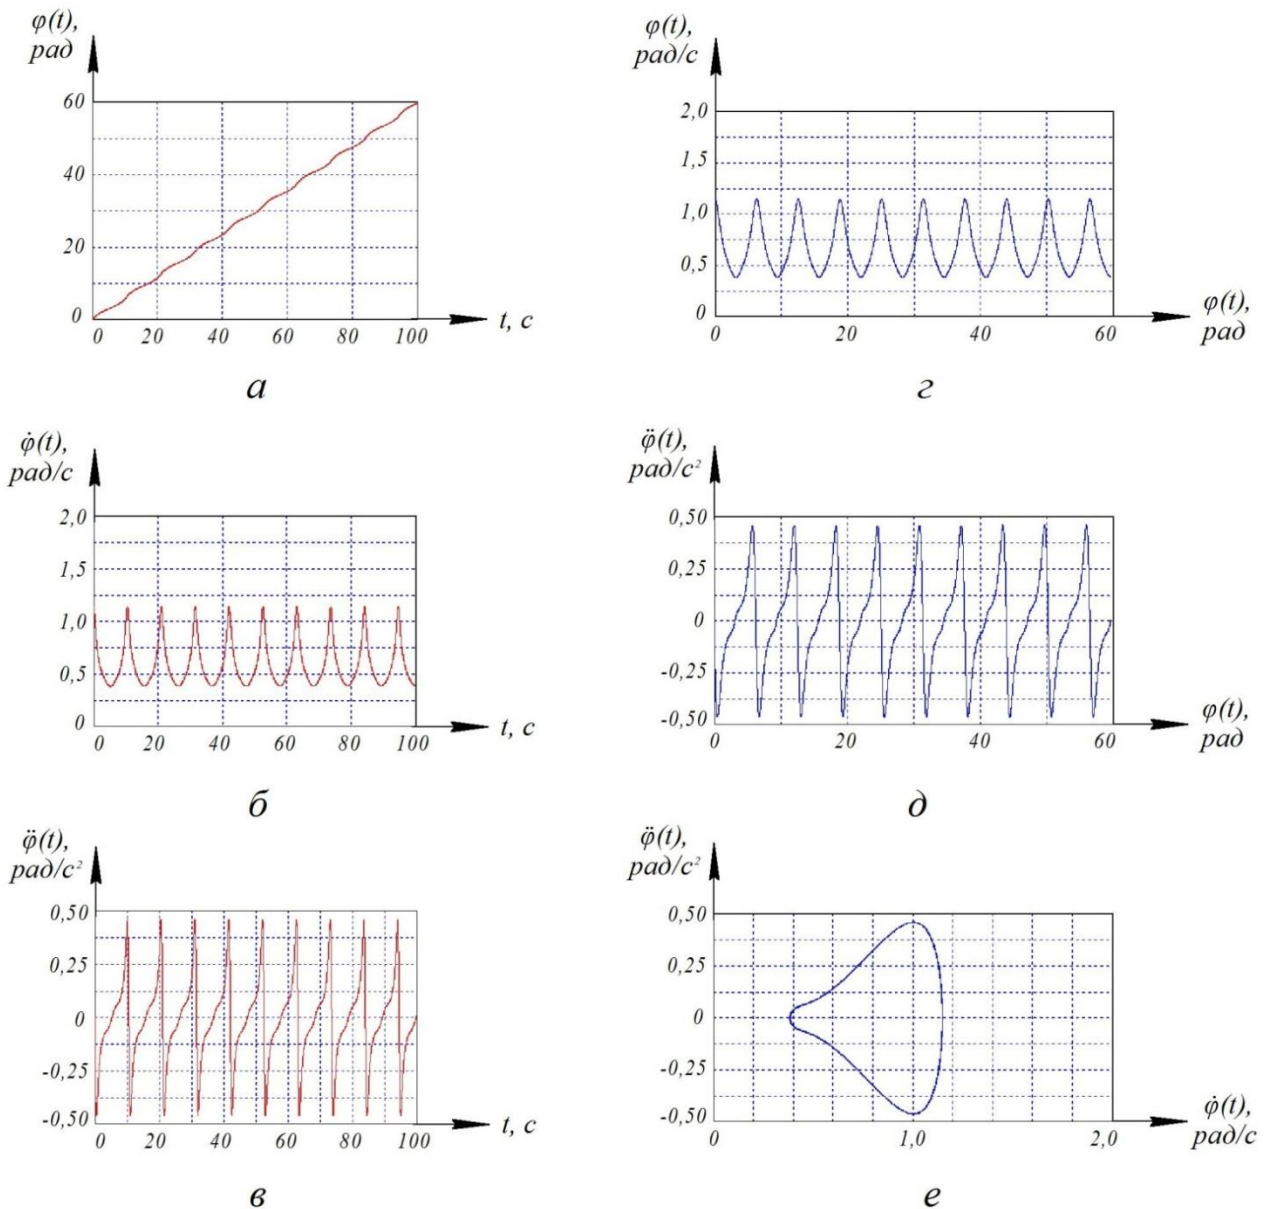 φ(t),
рад
60
40
20
0
0 20 40 60 80 100
t, с
а
φ(t),
рад/с
2,0
1,5
1,0
0,5
0
0 20 40 60
φ(t),
рад
г
φ̇(t),
рад/с
2,0
1,5
1,0
0,5
0
0 20 40 60 80 100
t, с
б
φ̈(t),
рад/с²
0,50
0,25
0
-0,25
-0,50
0 20 40 60
φ(t),
рад
д
φ̈(t),
рад/с²
0,50
0,25
0
-0,25
-0,50
0 20 40 60 80 100
t, с
в
φ̈(t),
рад/с²
0,50
0,25
0
-0,25
-0,50
0 1,0 2,0
φ̇(t),
рад/с
е